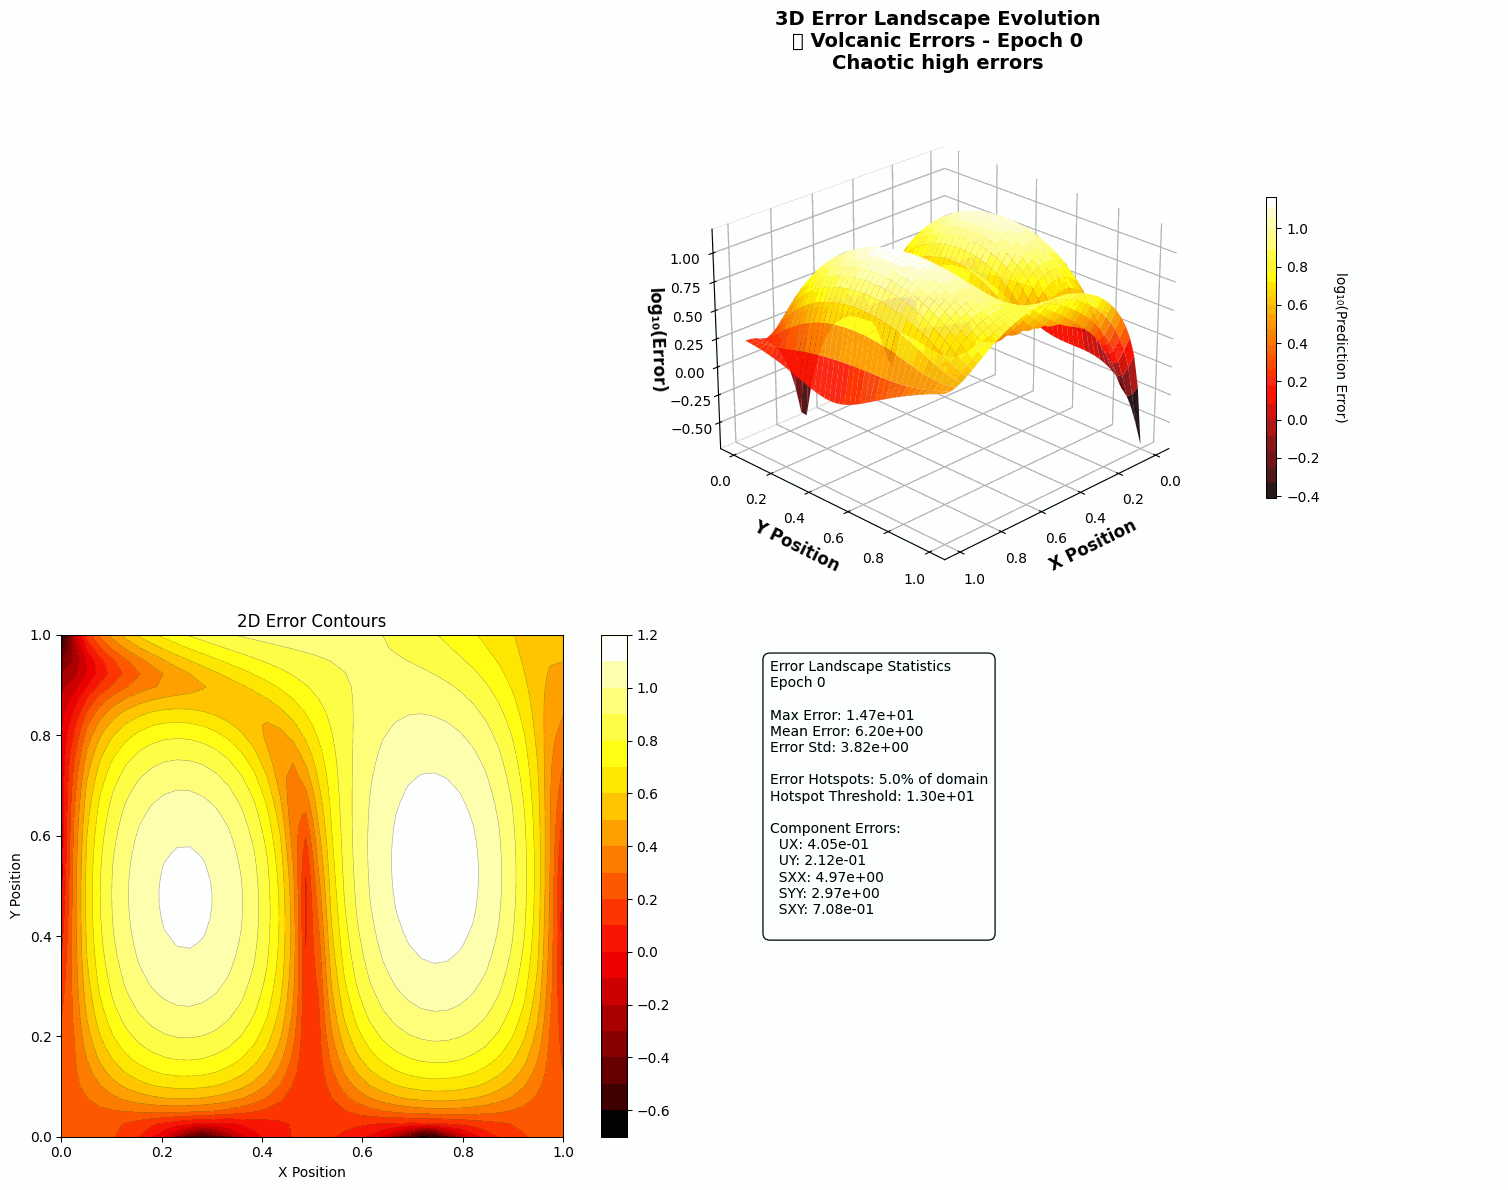 3D Error Landscape Evolution
▯ Volcanic Errors - Epoch 0
Chaotic high errors
1.00
0.75
0.50
0.25
0.00
−0.25
−0.50
log₁₀(Error)
0.0
0.2
0.4
0.6
0.8
1.0
Y Position
1.0
0.8
0.6
0.4
0.2
0.0
X Position
1.0
0.8
0.6
0.4
0.2
0.0
−0.2
−0.4
log₁₀(Prediction Error)
2D Error Contours
1.0
0.8
0.6
0.4
0.2
0.0
Y Position
0.0 0.2 0.4 0.6 0.8 1.0
X Position
1.2
1.0
0.8
0.6
0.4
0.2
0.0
−0.2
−0.4
−0.6
Error Landscape Statistics
Epoch 0
Max Error: 1.47e+01
Mean Error: 6.20e+00
Error Std: 3.82e+00
Error Hotspots: 5.0% of domain
Hotspot Threshold: 1.30e+01
Component Errors:
UX: 4.05e-01
UY: 2.12e-01
SXX: 4.97e+00
SYY: 2.97e+00
SXY: 7.08e-01